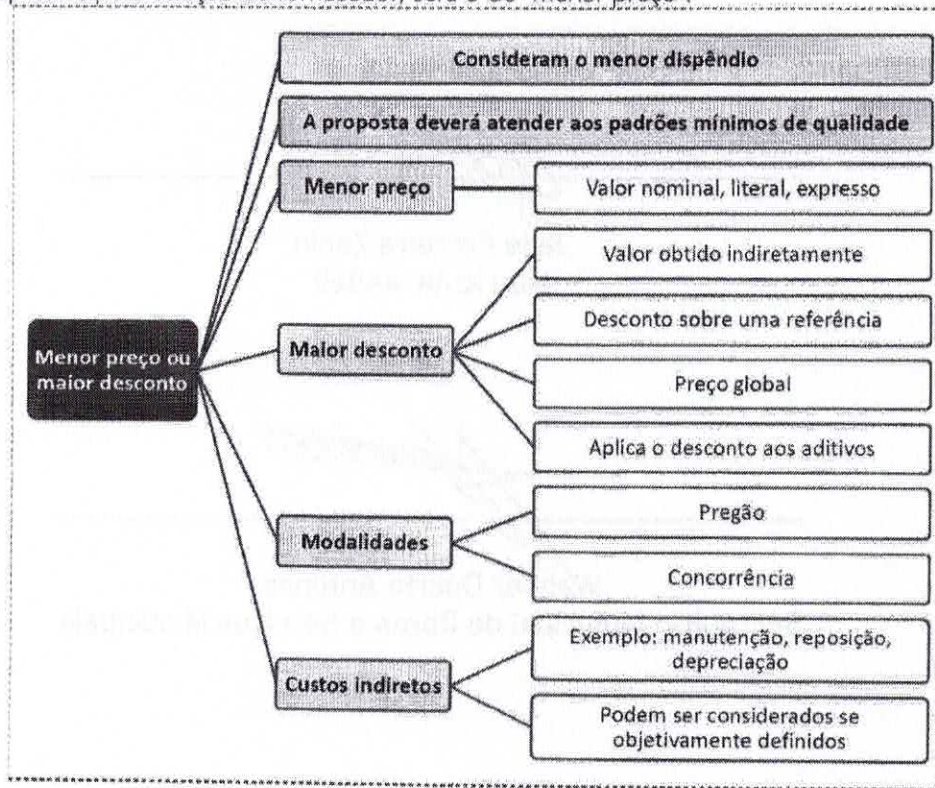 "menor preço".
Consideram o menor dispêndio
A proposta deverá atender aos padrões mínimos de qualidade
Menor preço
Valor nominal, literal, expresso
Menor preço ou
maior desconto
Maior desconto
Valor obtido indiretamente
Desconto sobre uma referência
Preço global
Aplica o desconto aos aditivos
Modalidades
Pregão
Concorrência
Custos indiretos
Exemplo: manutenção, reposição,
depreciação
Podem ser considerados se
objetivamente definidos